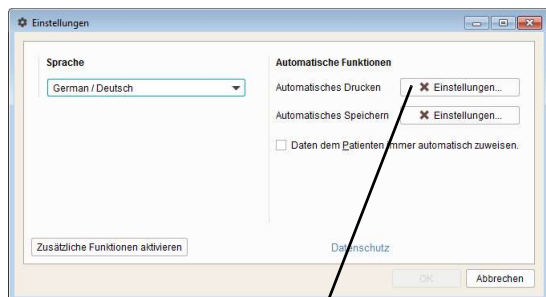 Einstellungen
Sprache
German / Deutsch
Automatische Funktionen
Automatisches Drucken
Einstellungen...
Automatisches Speichern
Einstellungen...
Daten dem Patienten immer automatisch zuweisen.
Zusätzliche Funktionen aktivieren
Datenschutz
OK
Abbrechen